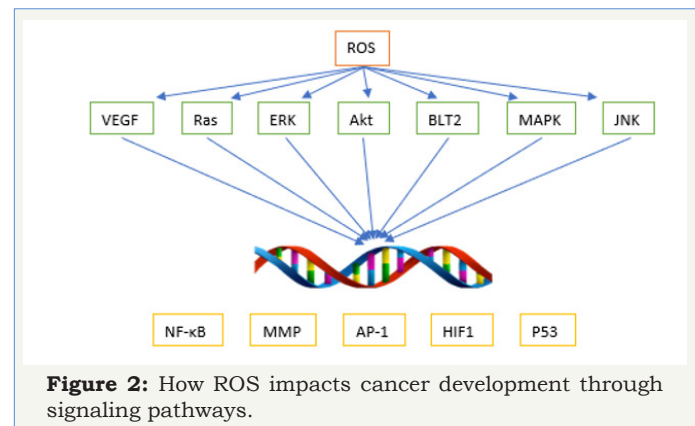 ROS
VEGF Ras ERK Akt BLT2 MAPK JNK
NF-κB MMP AP-1 HIF1 P53
Figure 2: How ROS impacts cancer development through
signaling pathways.